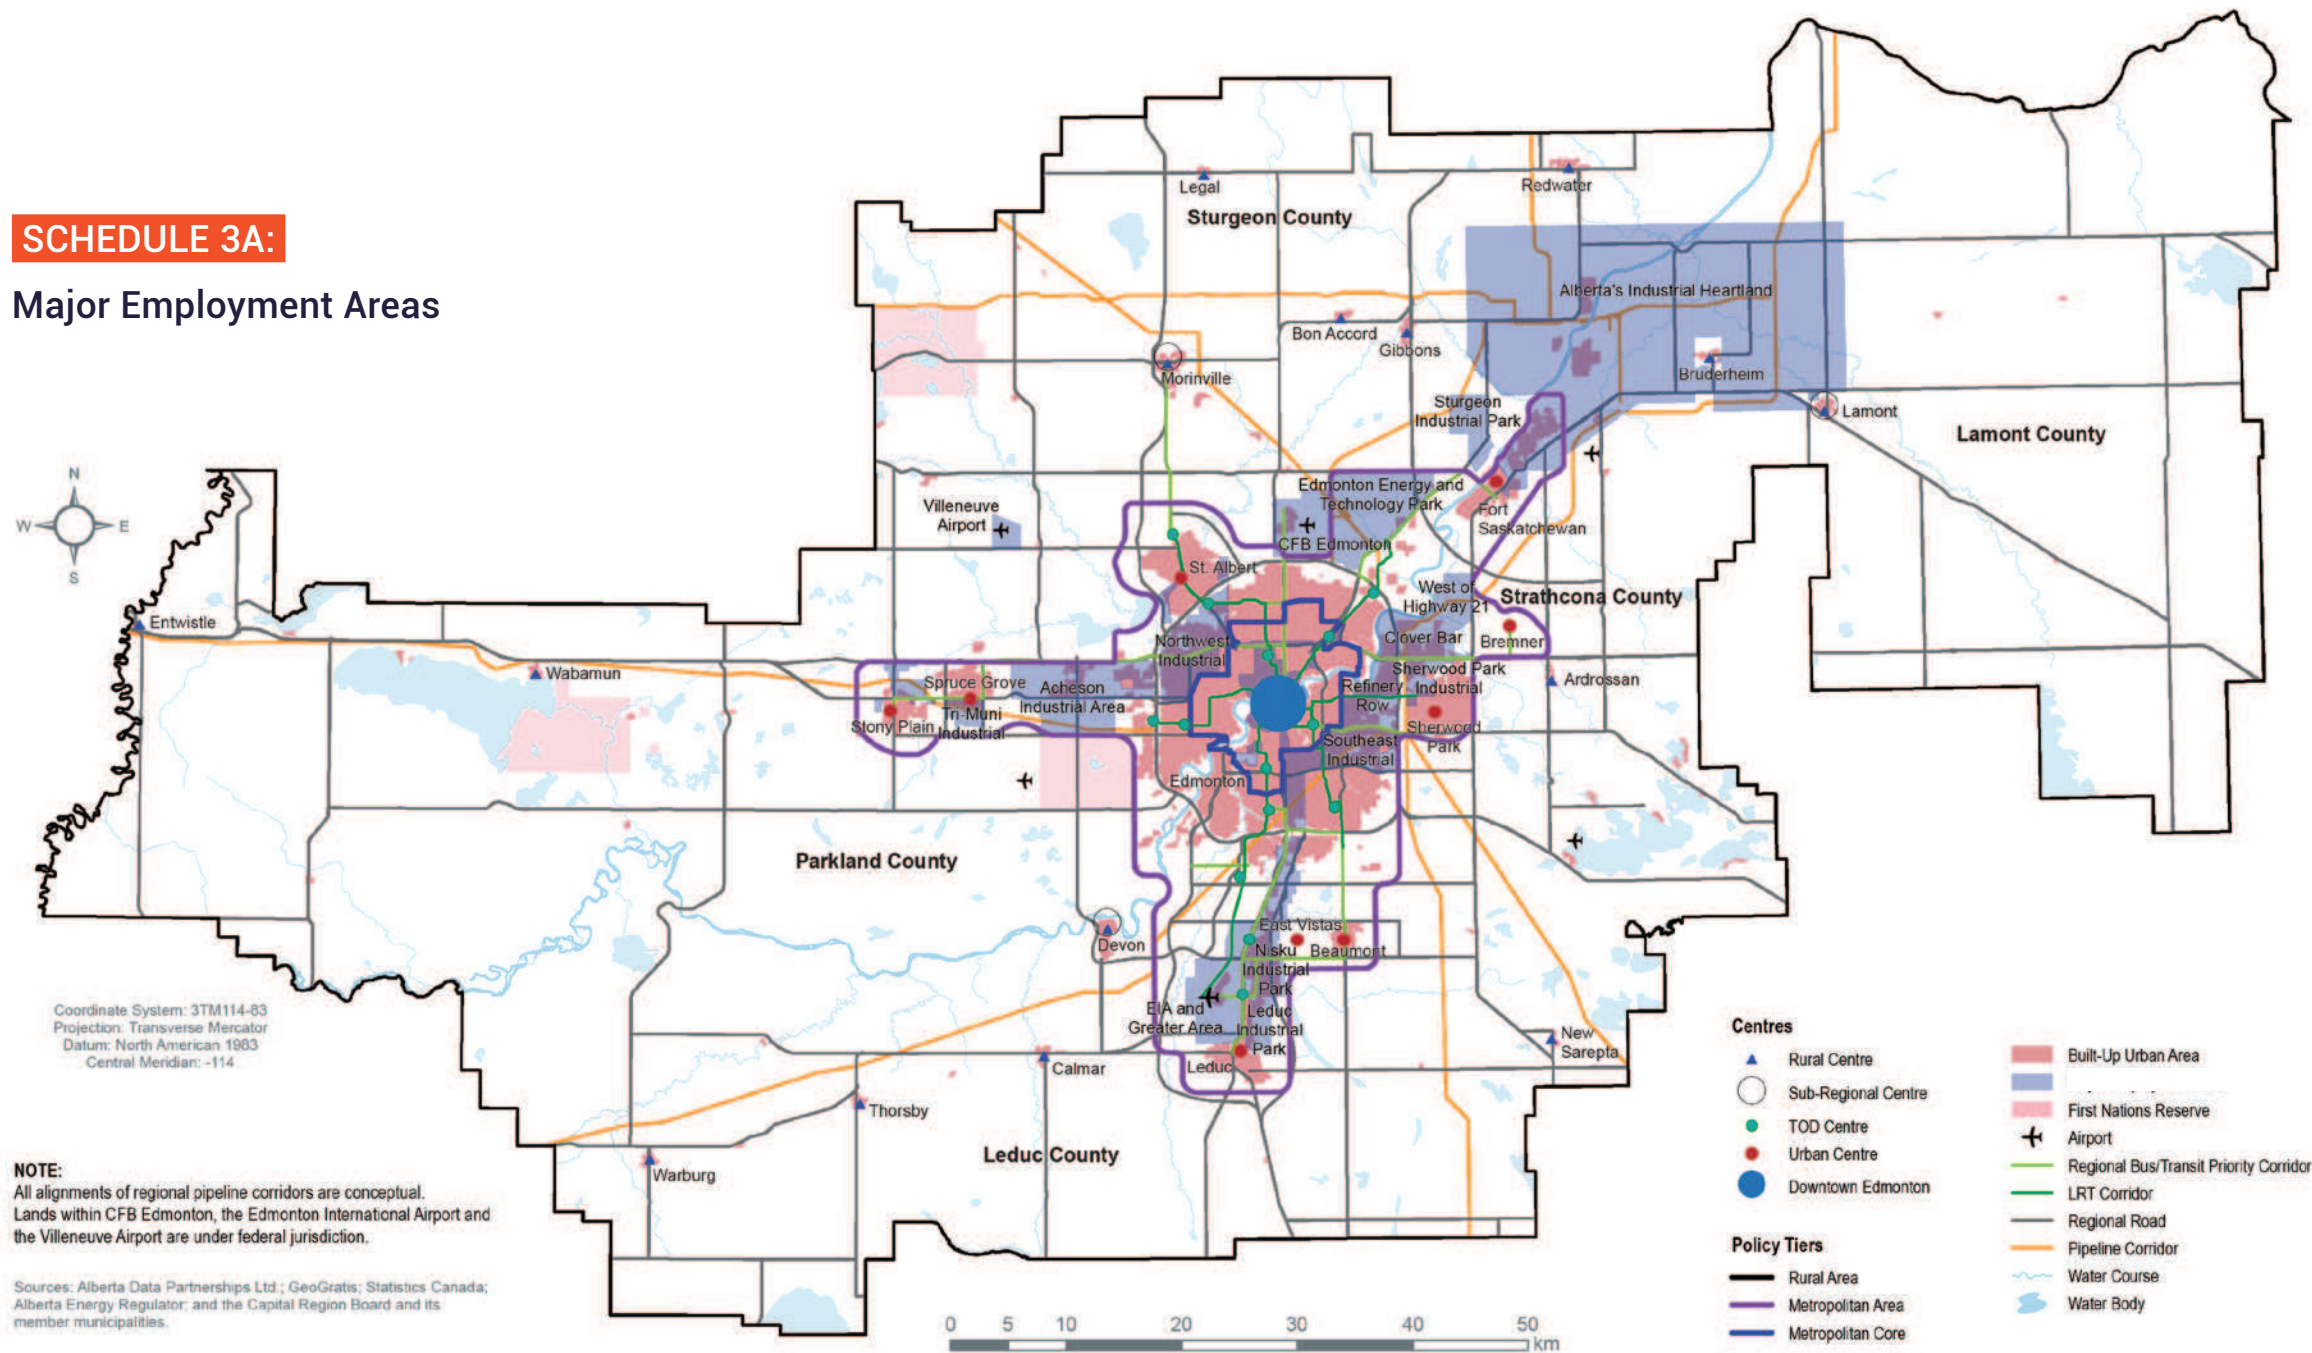 SCHEDULE 3A:
Major Employment Areas
N
W
E
S
Legal
Redwater
Sturgeon County
Alberta's Industrial Heartland
Bon Accord
Gibbons
Morinville
Bruderheim
Sturgeon
Industrial Park
Lamont
Lamont County
Villeneuve
Airport
Edmonton Energy and
Technology Park
Fort
Saskatchewan
CFB Edmonton
St. Albert
West of
Highway 21
Strathcona County
Entwistle
Northwest
Industrial
Clover Bar
Bremner
Wabamun
Spruce Grove
Acheson
Industrial Area
Sherwood Park
Industrial
Refinery
Row
Ardrossan
Stony Plain
Tri-Muni
Industrial
Sherwood
Park
Southeast
Industrial
Edmonton
Parkland County
Devon
East Vistas
Beaumont
Nisku
Industrial
Park
EIA and
Greater Area
Leduc
Industrial
Park
Leduc
New
Sarepta
Calmar
Thorsby
Leduc County
Warburg
Coordinate System: 3TM114-83
Projection: Transverse Mercator
Datum: North American 1983
Central Meridian: -114
NOTE:
All alignments of regional pipeline corridors are conceptual.
Lands within CFB Edmonton, the Edmonton International Airport and
the Villeneuve Airport are under federal jurisdiction.
Sources: Alberta Data Partnerships Ltd.; GeoGratis; Statistics Canada;
Alberta Energy Regulator; and the Capital Region Board and its
member municipalities.
0 5 10 20 30 40 50
km
Centres
Rural Centre
Sub-Regional Centre
TOD Centre
Urban Centre
Downtown Edmonton
Policy Tiers
Rural Area
Metropolitan Area
Metropolitan Core
Built-Up Urban Area
First Nations Reserve
Airport
Regional Bus/Transit Priority Corridor
LRT Corridor
Regional Road
Pipeline Corridor
Water Course
Water Body